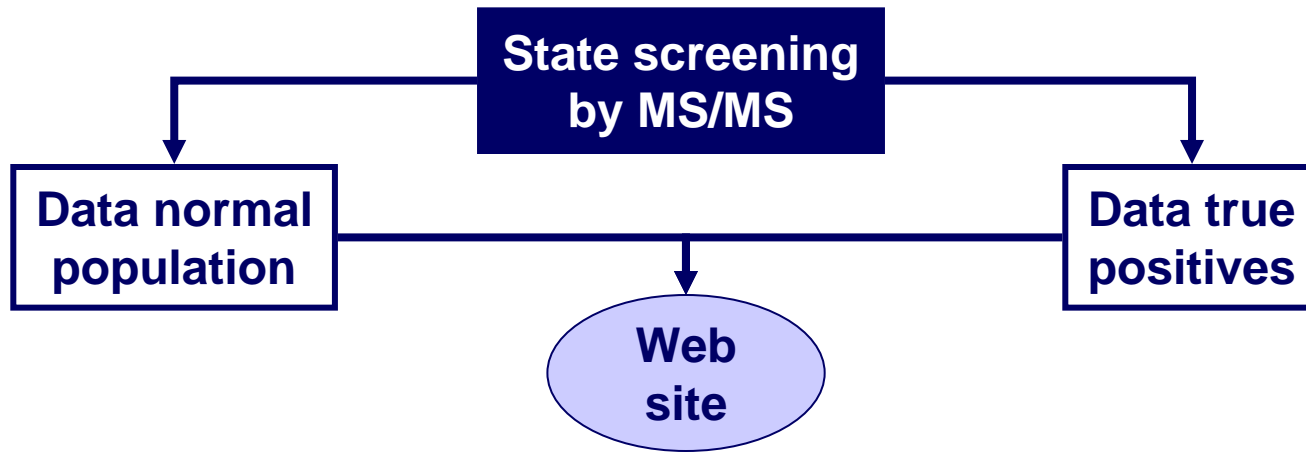 State screening
by MS/MS
Data normal
population
Data true
positives
Web
site